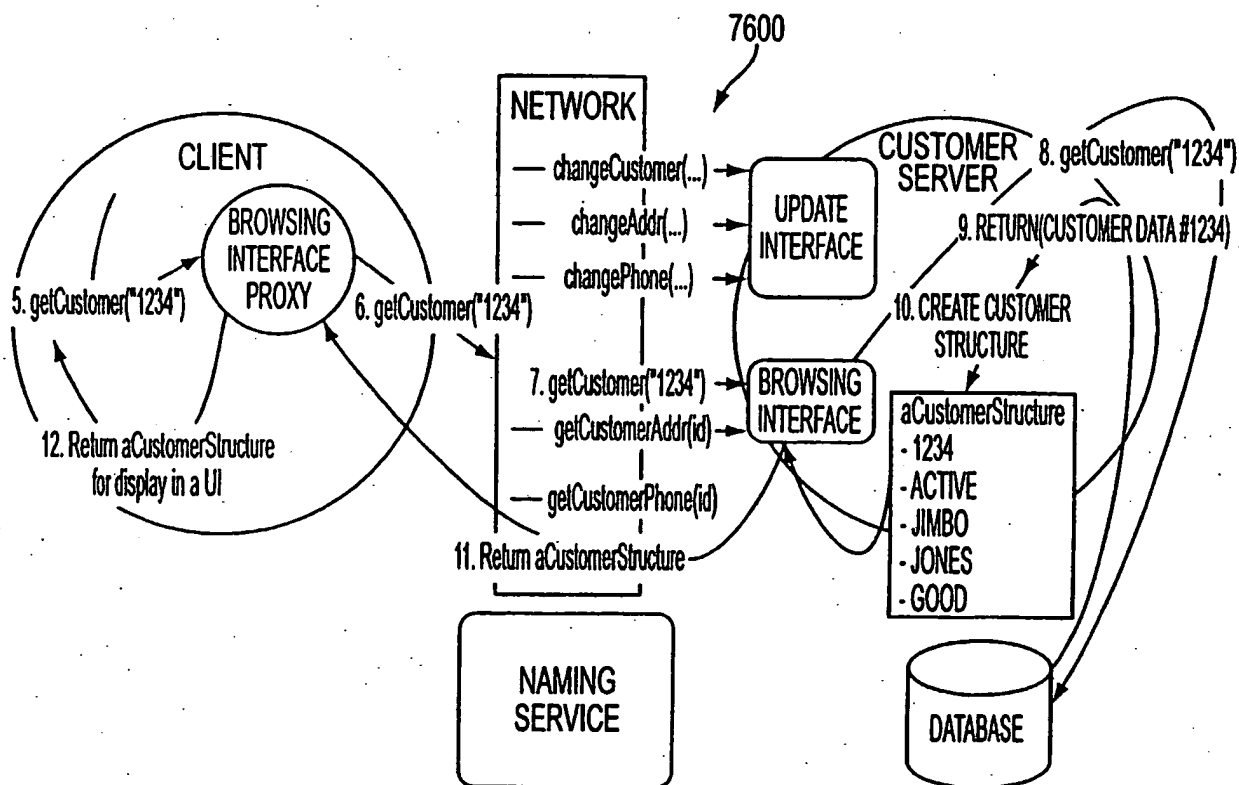 7600
NETWORK
CLIENT
BROWSING
INTERFACE
PROXY
5. getCustomer("1234")
6. getCustomer("1234")
12. Return aCustomerStructure
for display in a UI
changeCustomer(...)
changeAddr(...)
changePhone(...)
7. getCustomer("1234")
getCustomerAddr(id)
getCustomerPhone(id)
11. Return aCustomerStructure
UPDATE
INTERFACE
BROWSING
INTERFACE
CUSTOMER
SERVER
8. getCustomer("1234")
9. RETURN(CUSTOMER DATA #1234)
10. CREATE CUSTOMER
STRUCTURE
aCustomerStructure
- 1234
- ACTIVE
- JIMBO
- JONES
- GOOD
NAMING
SERVICE
DATABASE